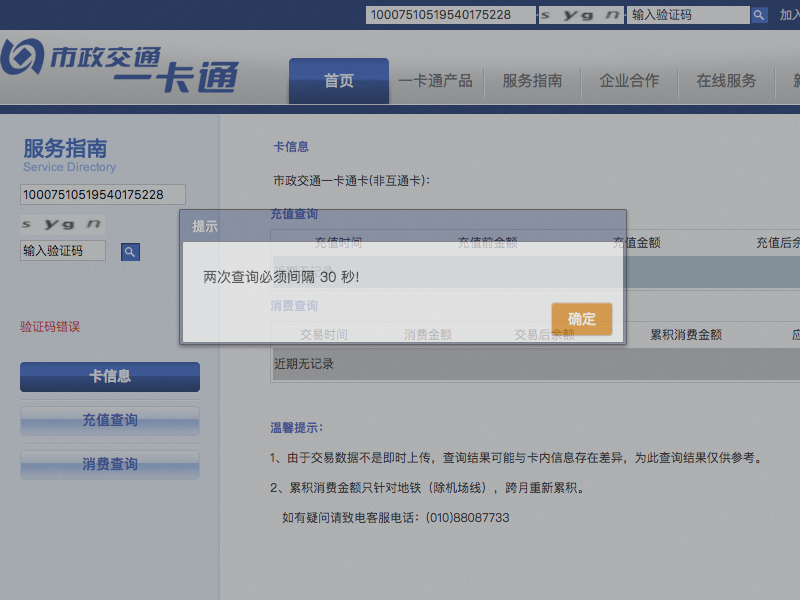 10007510519540175228 sygn 输入验证码 加入
市政交通
一卡通
首页 一卡通产品 服务指南 企业合作 在线服务
服务指南
Service Directory
10007510519540175228
sygn
输入验证码
验证码错误
卡信息
充值查询
消费查询
卡信息
市政交通一卡通卡(非互通卡):
充值查询
充值时间 充值前金额 充值金额 充值后余
提示
两次查询必须间隔 30 秒!
确定
消费查询
交易时间 消费金额 交易后余额 累积消费金额 应
近期无记录
温馨提示:
1、由于交易数据不是即时上传，查询结果可能与卡内信息存在差异，为此查询结果仅供参考。
2、累积消费金额只针对地铁（除机场线），跨月重新累积。
如有疑问请致电客服电话：(010)88087733